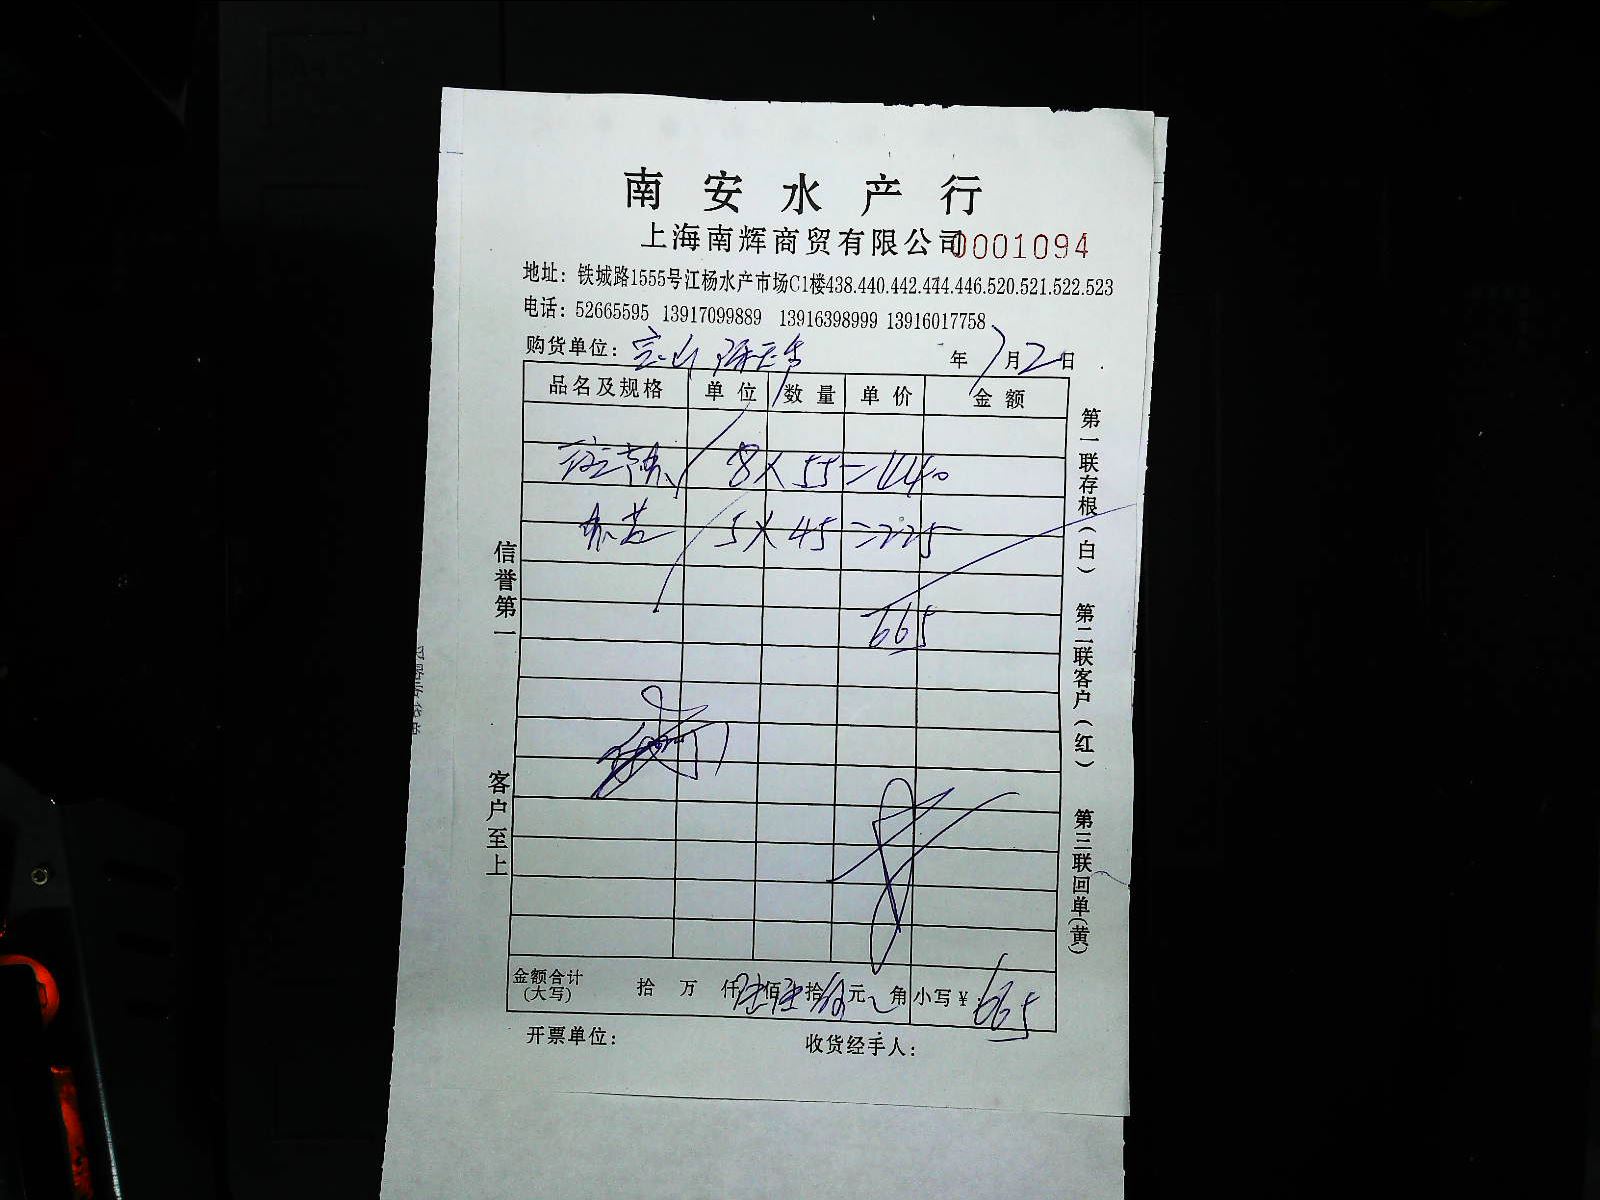 南安水产行
上海南辉商贸有限公司 0001094
地址：铁城路1555号江杨水产市场C1楼438.440.442.444.446.520.521.522.523
电话：52665595 13917099889 13916398999 13916017758
购货单位：宝山 年 7月2日
品名及规格 单位 数量 单价 金额
8×55=440
5×45=225
665
信誉第一
客户至上
第一联存根（白） 第二联客户（红） 第三联回单（黄）
金额合计（大写） 拾 万 仟陆佰陆拾伍元 角 小写￥：665
开票单位： 收货经手人：